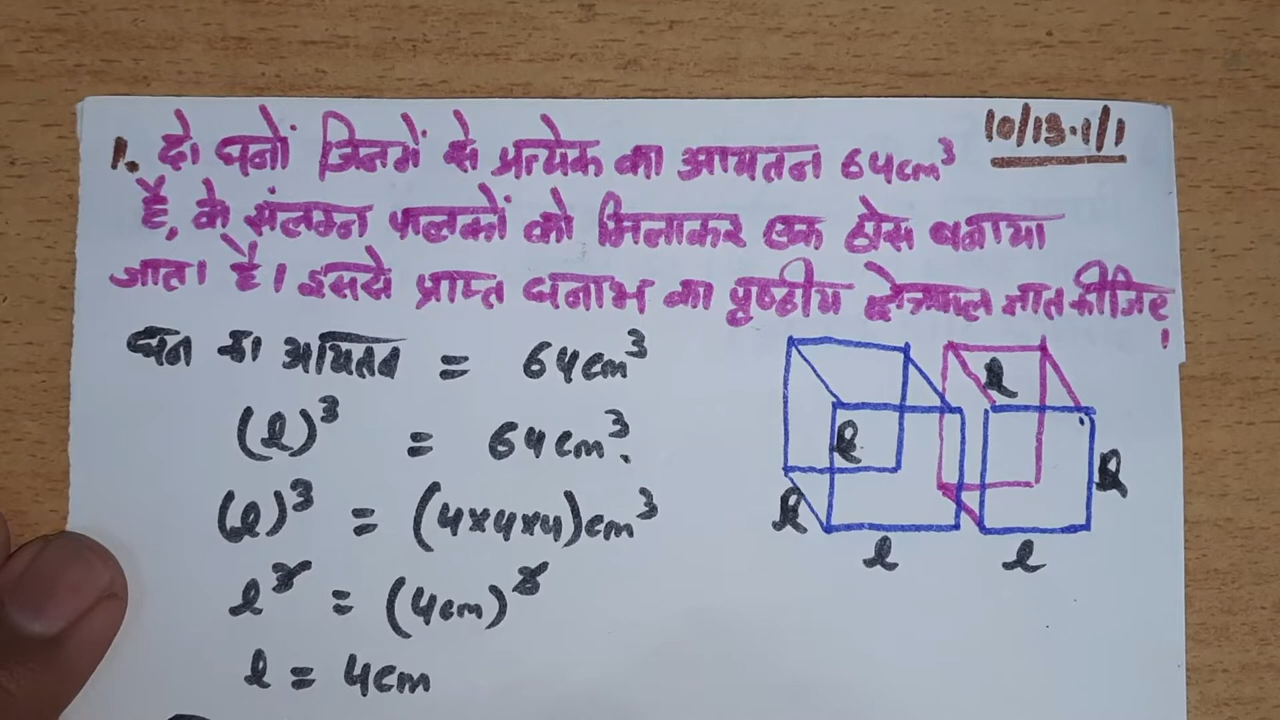 10/13.1/1
1. दो घनों जिनमें से प्रत्येक का आयतन 64cm³
है, के संलग्न फलकों को मिलाकर एक ठोस बनाया
जाता है। इससे प्राप्त घनाभ का पृष्ठीय क्षेत्रफल ज्ञात कीजिए।
घन का आयतन = 64cm³
(l)³ = 64cm³.
(l)³ = (4×4×4)cm³
l³ = (4cm)³
l = 4cm
l
l
l
l
l
l